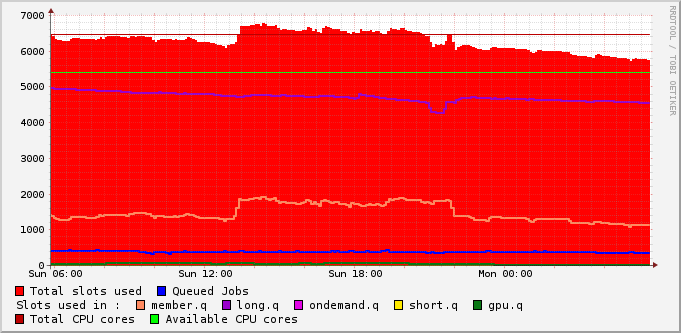 7000
6000
5000
4000
3000
2000
1000
0
Sun 06:00 Sun 12:00 Sun 18:00 Mon 00:00
RRDTOOL / TOBI OETIKER
Total slots used Queued Jobs
Slots used in : member.q long.q ondemand.q short.q gpu.q
Total CPU cores Available CPU cores